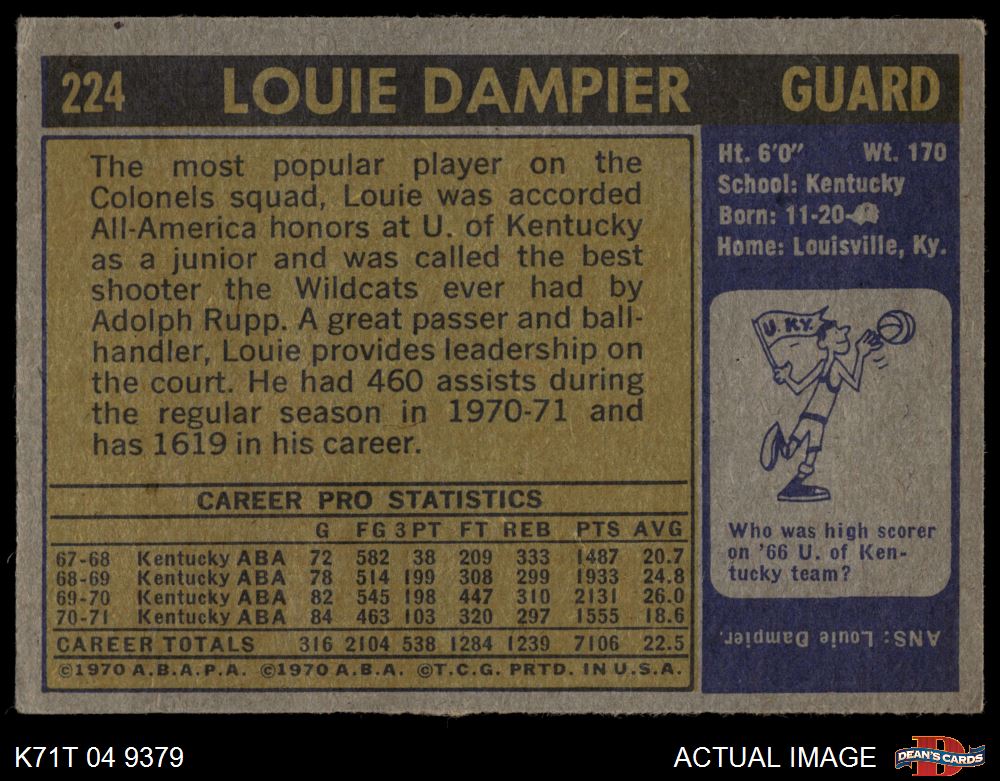 224 LOUIE DAMPIER GUARD
The most popular player on the
Colonels squad, Louie was accorded
All-America honors at U. of Kentucky
as a junior and was called the best
shooter the Wildcats ever had by
Adolph Rupp. A great passer and ball-
handler, Louie provides leadership on
the court. He had 460 assists during
the regular season in 1970-71 and
has 1619 in his career.
Ht. 6'0" Wt. 170
School: Kentucky
Born: 11-20-
Home: Louisville, Ky.
U. KY.
Who was high scorer
on '66 U. of Ken-
tucky team?
ANS: Louie Dampier.
CAREER PRO STATISTICS
G FG 3PT FT REB PTS AVG
67-68 Kentucky ABA 72 582 38 209 333 1487 20.7
68-69 Kentucky ABA 78 514 199 308 299 1933 24.8
69-70 Kentucky ABA 82 545 198 447 310 2131 26.0
70-71 Kentucky ABA 84 463 103 320 297 1555 18.6
CAREER TOTALS 316 2104 538 1284 1239 7106 22.5
©1970 A.B.A.P.A. ©1970 A.B.A. ©T.C.G. PRTD. IN U.S.A.
K71T 04 9379 ACTUAL IMAGE
D
DEAN'S CARDS